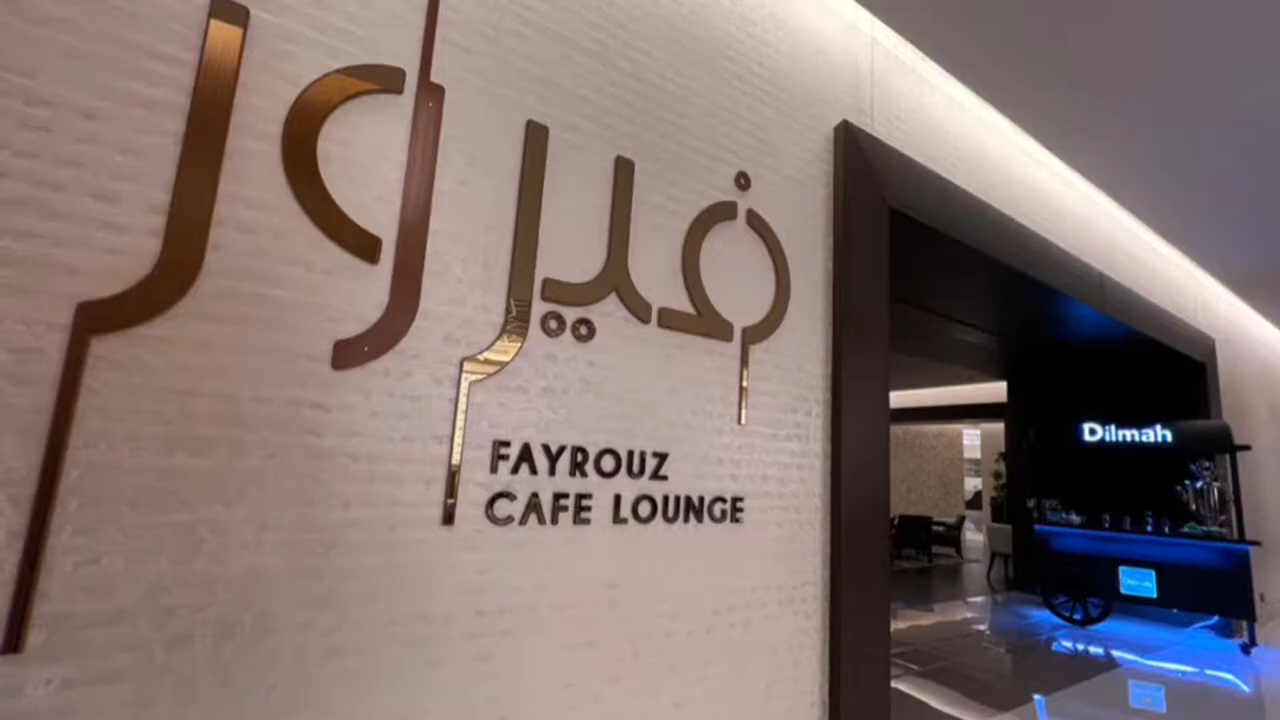 فيروز
FAYROUZ
CAFE LOUNGE
Dilmah